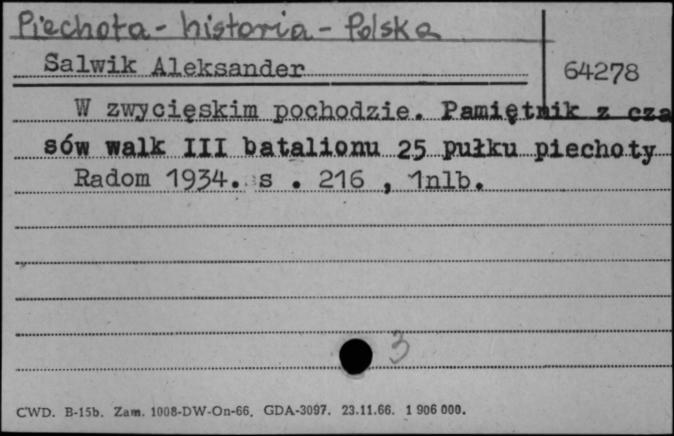 Piechota - historia - Polska
Salwik Aleksander
64278
W zwycięskim pochodzie. Pamiętnik z cza
sów walk III batalionu 25 pułku piechoty
Radom 1934. s . 216 , 1nlb.
3
CWD. B-15b. Zam. 1008-DW-On-66. GDA-3097. 23.11.66. 1 906 000.